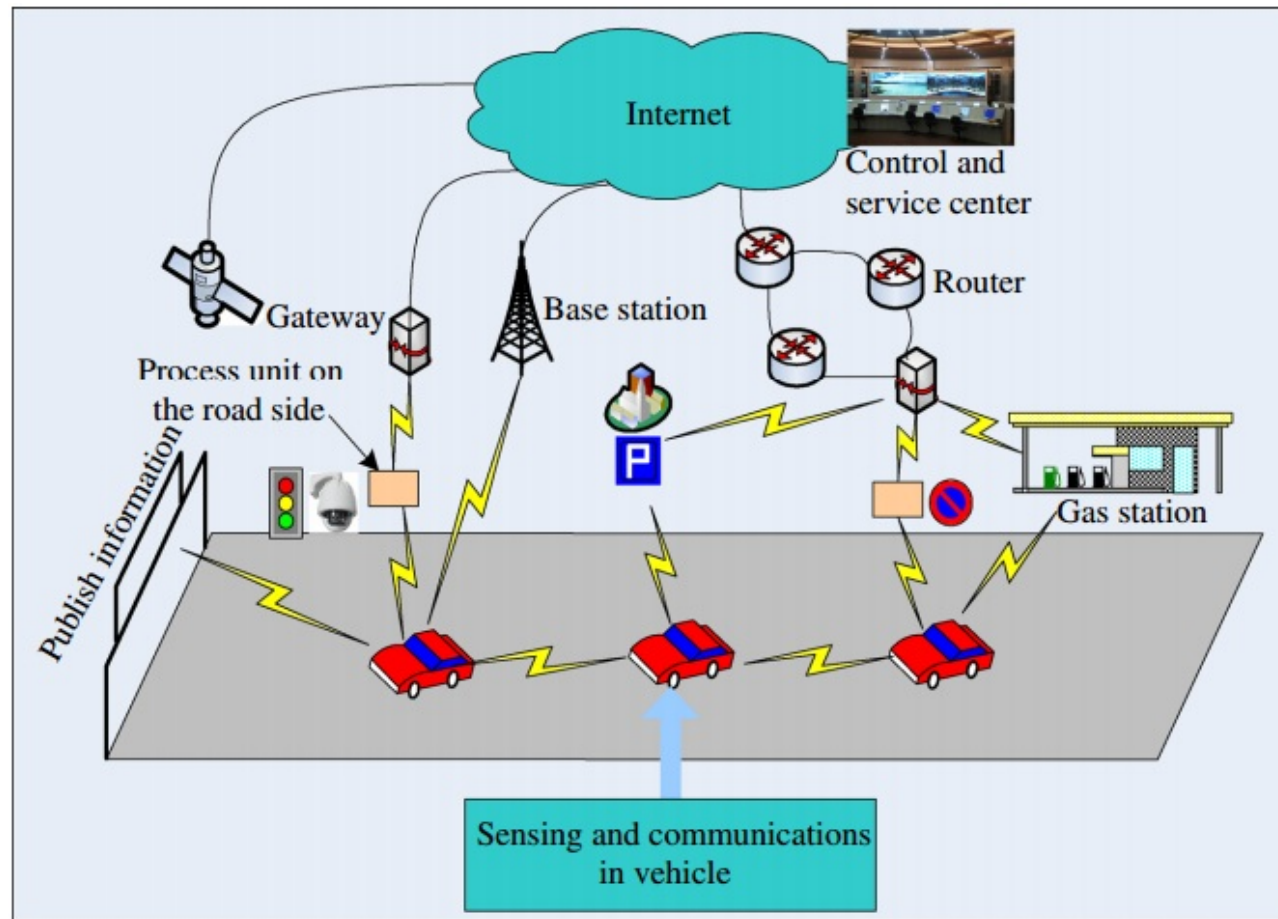 Internet
Control and
service center
Router
Gateway
Base station
Process unit on
the road side
P
Gas station
Publish information
Sensing and communications
in vehicle